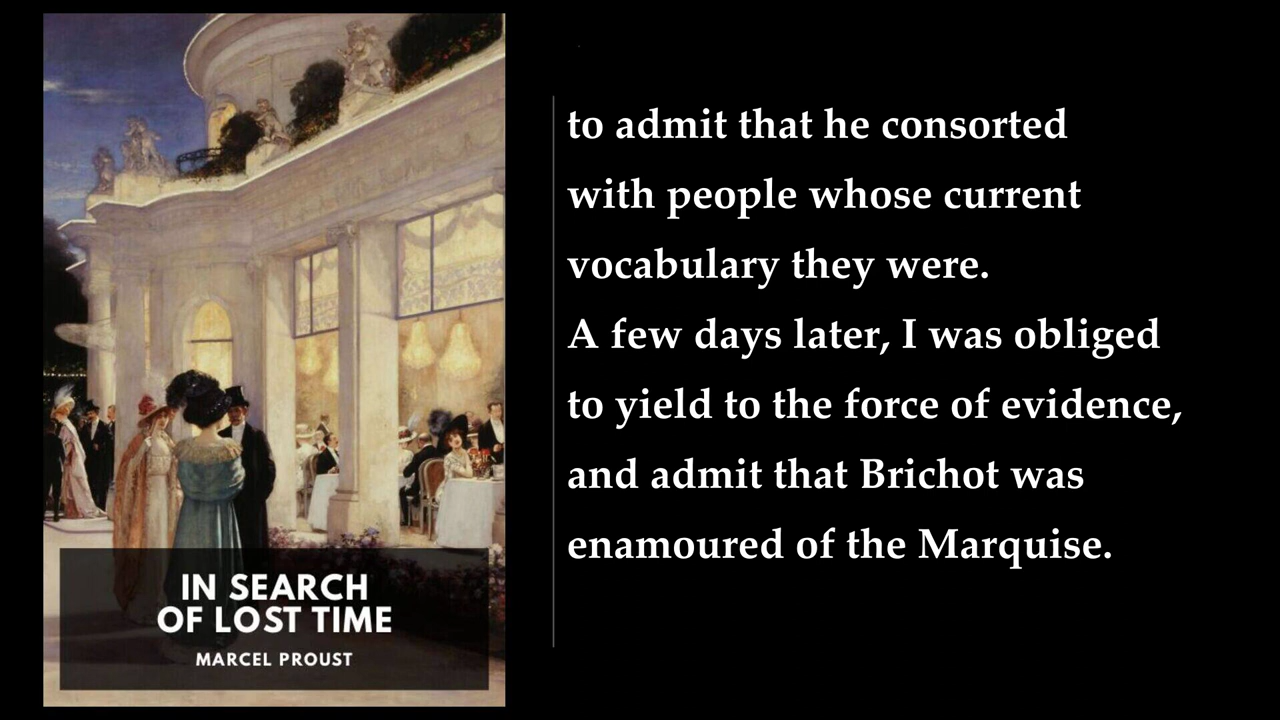 to admit that he consorted
with people whose current
vocabulary they were.
A few days later, I was obliged
to yield to the force of evidence,
and admit that Brichot was
enamoured of the Marquise.
IN SEARCH
OF LOST TIME
MARCEL PROUST